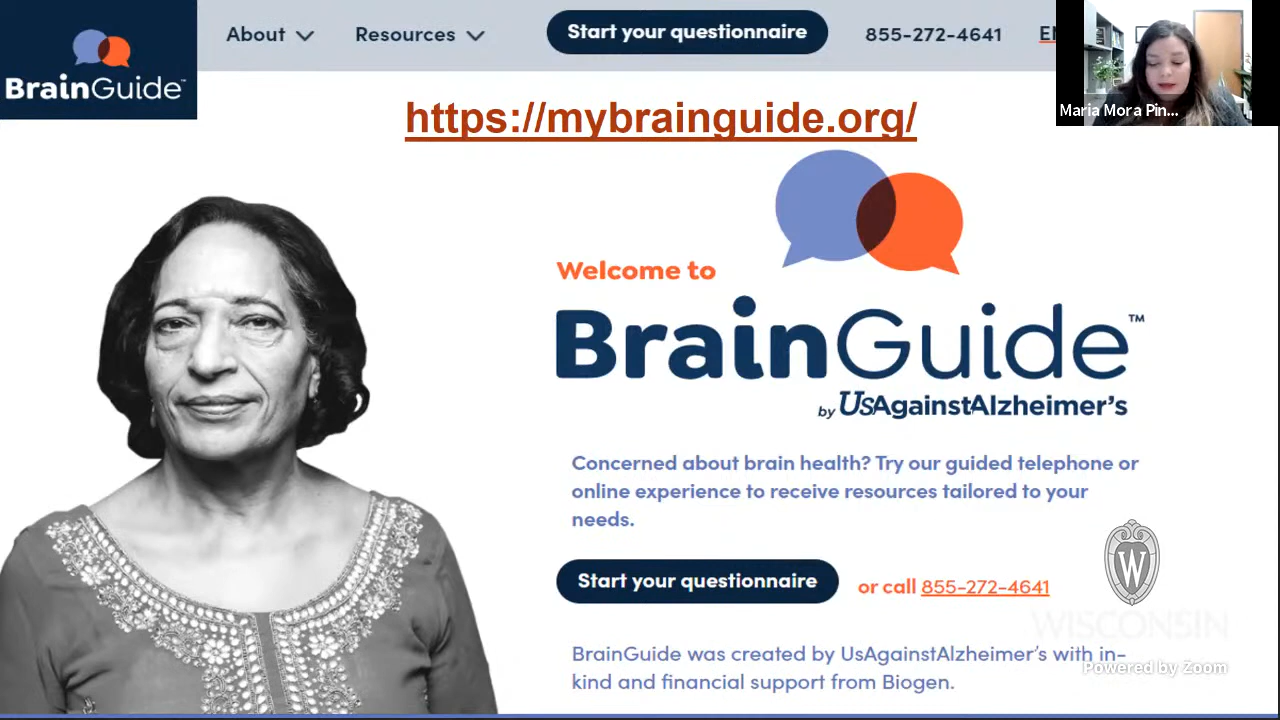 About
Resources
Start your questionnaire
855-272-4641
BrainGuide™
Maria Mora Pin...
https://mybrainguide.org/
Welcome to
BrainGuide™
by UsAgainstAlzheimer's
Concerned about brain health? Try our guided telephone or
online experience to receive resources tailored to your
needs.
Start your questionnaire
or call 855-272-4641
W
WISCONSIN
BrainGuide was created by UsAgainstAlzheimer's with in-
kind and financial support from Biogen.
Powered by Zoom